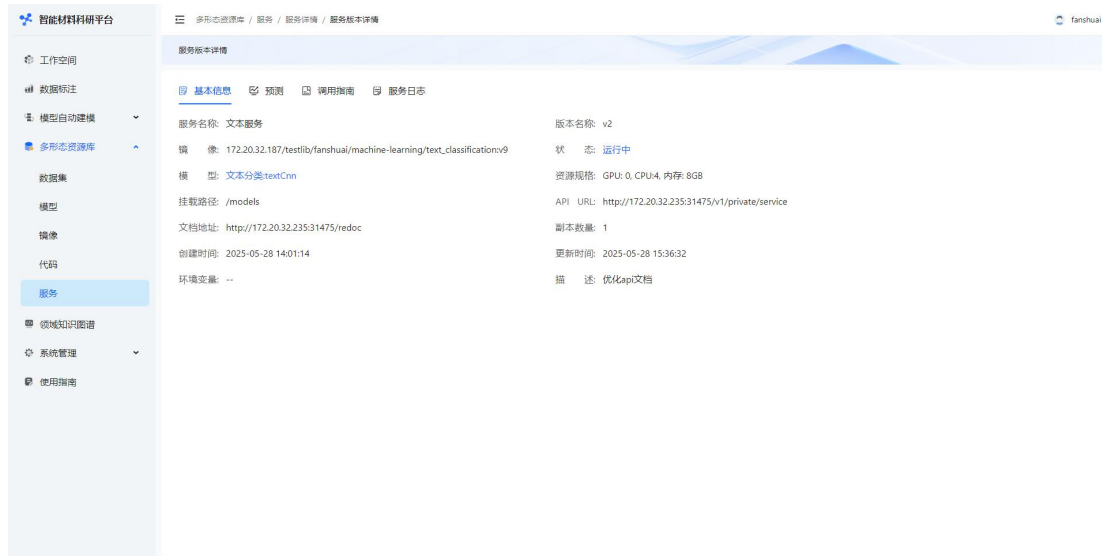 智能材料科研平台
多形态资源库 / 服务 / 服务详情 / 服务版本详情
fanshuai
工作空间
数据标注
模型自动建模
多形态资源库
数据集
模型
镜像
代码
服务
领域知识图谱
系统管理
使用指南
服务版本详情
基本信息 预测 调用指南 服务日志
服务名称: 文本服务 版本名称: v2
镜 像: 172.20.32.187/testlib/fanshuai/machine-learning/text_classification:v9 状 态: 运行中
模 型: 文本分类:textCnn 资源规格: GPU: 0, CPU:4, 内存: 8GB
挂载路径: /models API URL: http://172.20.32.235:31475/v1/private/service
文档地址: http://172.20.32.235:31475/redoc 副本数量: 1
创建时间: 2025-05-28 14:01:14 更新时间: 2025-05-28 15:36:32
环境变量: -- 描 述: 优化api文档